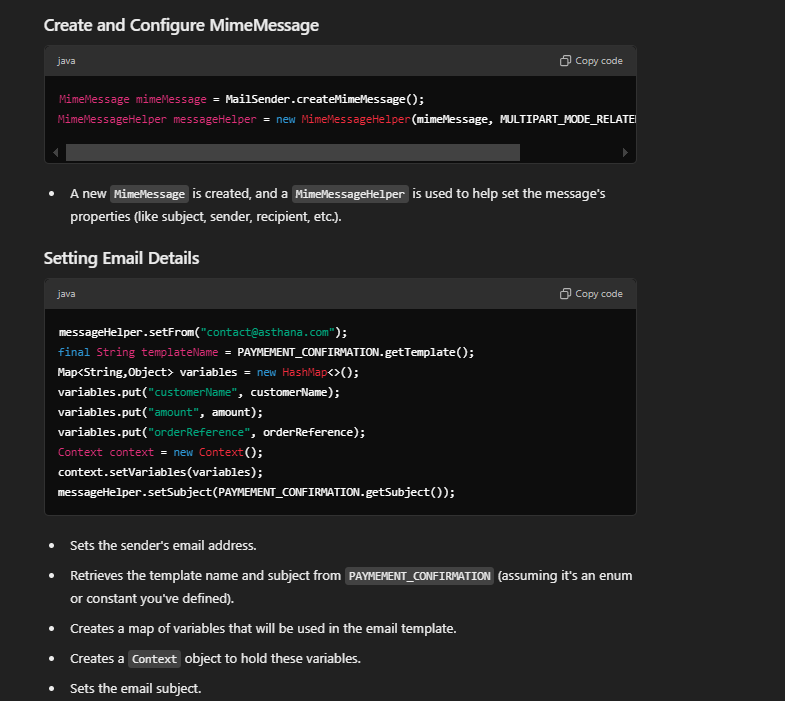 Create and Configure MimeMessage
java
Copy code
MimeMessage mimeMessage = MailSender.createMimeMessage();
MimeMessageHelper messageHelper = new MimeMessageHelper(mimeMessage, MULTIPART_MODE_RELATE
• A new MimeMessage is created, and a MimeMessageHelper is used to help set the message's
properties (like subject, sender, recipient, etc.).
Setting Email Details
java
Copy code
messageHelper.setFrom("contact@asthana.com");
final String templateName = PAYMEMENT_CONFIRMATION.getTemplate();
Map<String,Object> variables = new HashMap<>();
variables.put("customerName", customerName);
variables.put("amount", amount);
variables.put("orderReference", orderReference);
Context context = new Context();
context.setVariables(variables);
messageHelper.setSubject(PAYMEMENT_CONFIRMATION.getSubject());
• Sets the sender's email address.
• Retrieves the template name and subject from PAYMEMENT_CONFIRMATION (assuming it's an enum
or constant you've defined).
• Creates a map of variables that will be used in the email template.
• Creates a Context object to hold these variables.
• Sets the email subject.